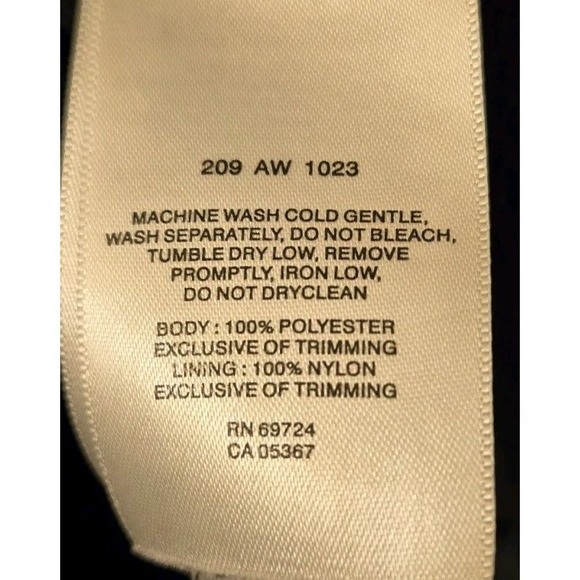 209 AW 1023
MACHINE WASH COLD GENTLE,
WASH SEPARATELY, DO NOT BLEACH,
TUMBLE DRY LOW, REMOVE
PROMPTLY, IRON LOW,
DO NOT DRYCLEAN
BODY : 100% POLYESTER
EXCLUSIVE OF TRIMMING
LINING : 100% NYLON
EXCLUSIVE OF TRIMMING
RN 69724
CA 05367